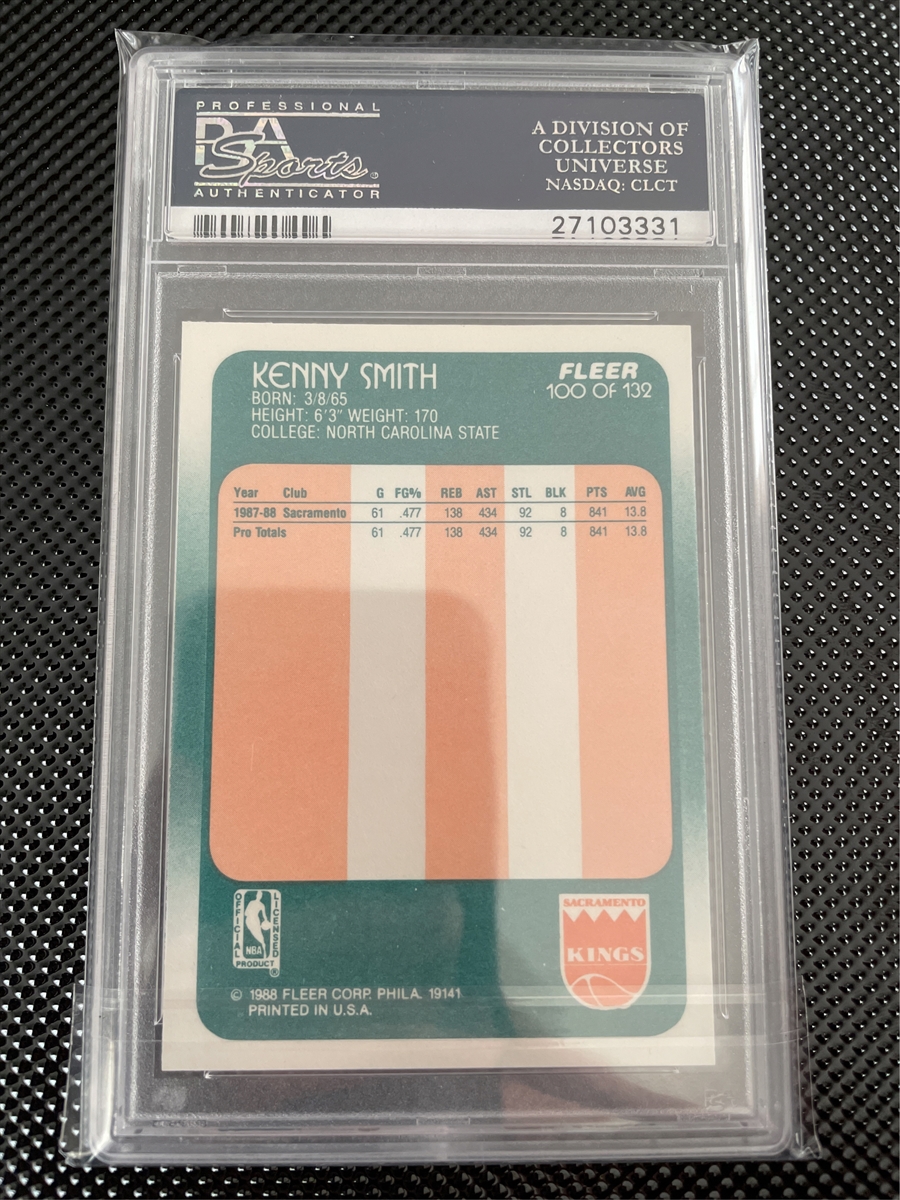 PROFESSIONAL
PSA
Sports
AUTHENTICATOR
A DIVISION OF
COLLECTORS
UNIVERSE
NASDAQ: CLCT
27103331
KENNY SMITH
BORN: 3/8/65
HEIGHT: 6'3" WEIGHT: 170
COLLEGE: NORTH CAROLINA STATE
FLEER
100 OF 132
Year Club G FG% REB AST STL BLK PTS AVG
1987-88 Sacramento 61 .477 138 434 92 8 841 13.8
Pro Totals 61 .477 138 434 92 8 841 13.8
OFFICIAL
LICENSED
NBA
PRODUCT
®
SACRAMENTO
KINGS
© 1988 FLEER CORP. PHILA. 19141
PRINTED IN U.S.A.